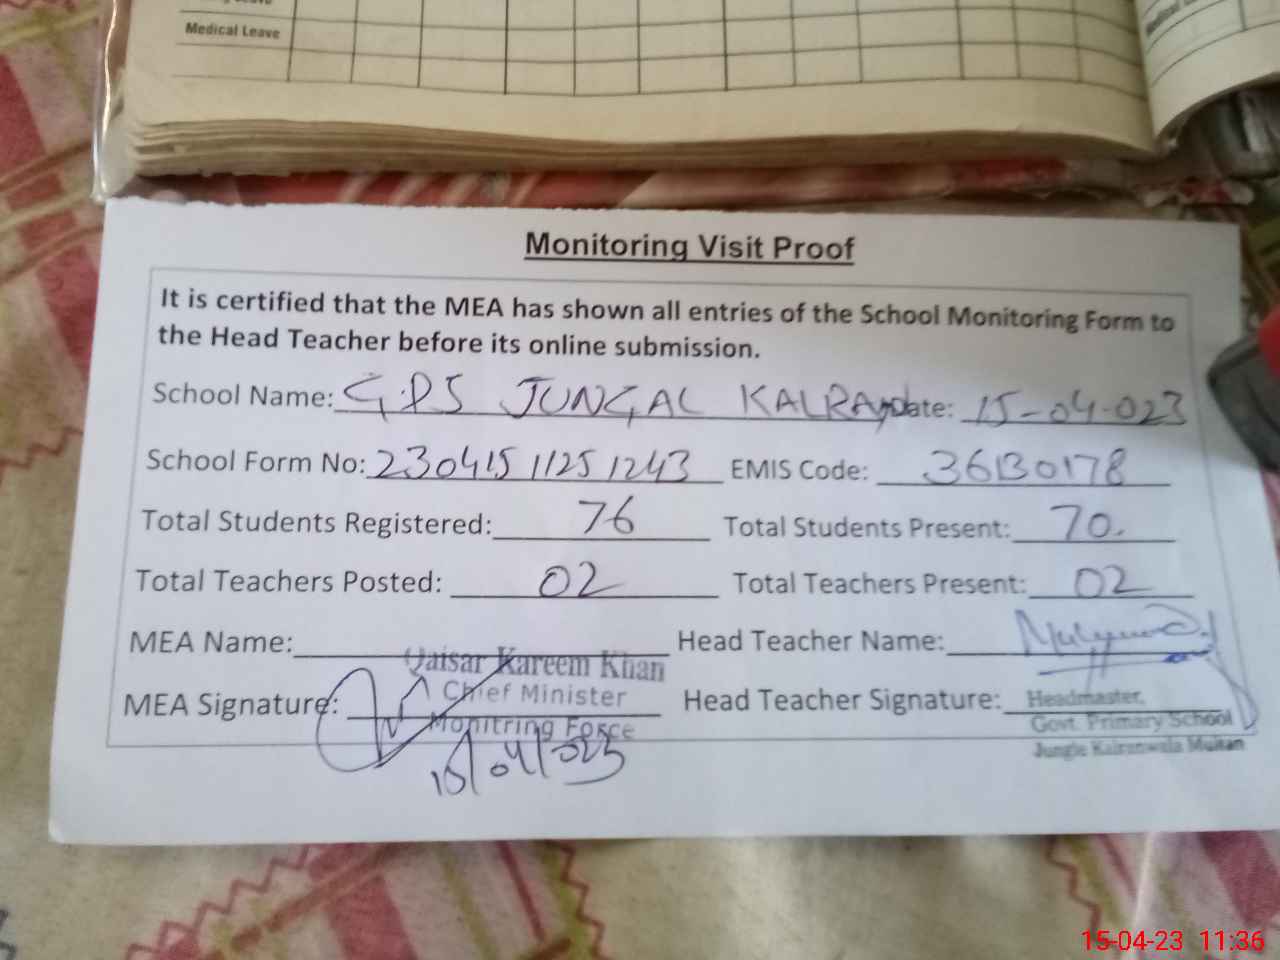 Medical Leave
Monitoring Visit Proof
It is certified that the MEA has shown all entries of the School Monitoring Form to
the Head Teacher before its online submission.
School Name: G.P.S JUNGAL KALRAN Date: 15-04-023
School Form No: 230415 1125 1243 EMIS Code: 36130178
Total Students Registered: 76 Total Students Present: 70.
Total Teachers Posted: 02 Total Teachers Present: 02
MEA Name: Head Teacher Name:
Qaisar Kareem Khan
MEA Signature: Chief Minister Head Teacher Signature: Headmaster,
Monitring Force Govt. Primary School
Jungle Kairanwala Multan
15/04/023
15-04-23 11:36